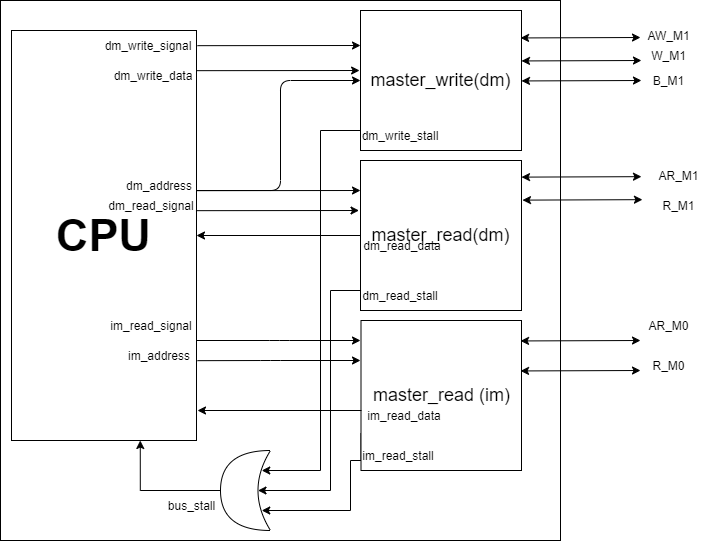 dm_write_signal
dm_write_data
dm_address
dm_read_signal
CPU
im_read_signal
im_address
bus_stall
master_write(dm)
dm_write_stall
master_read(dm)
dm_read_data
dm_read_stall
master_read (im)
im_read_data
im_read_stall
AW_M1
W_M1
B_M1
AR_M1
R_M1
AR_M0
R_M0